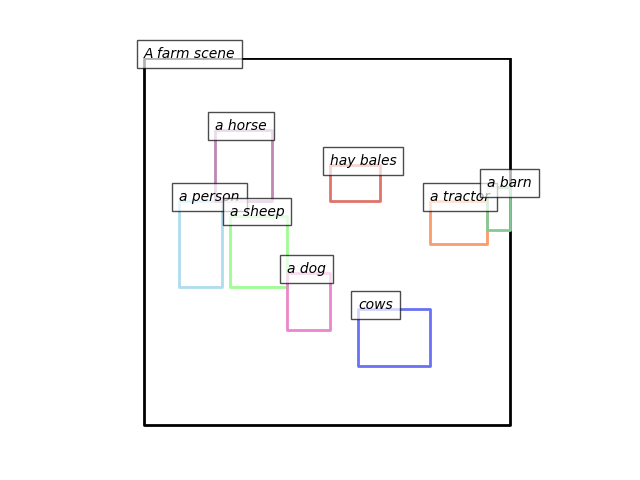 A farm scene
a horse
hay bales
a barn
a person
a tractor
a sheep
a dog
cows